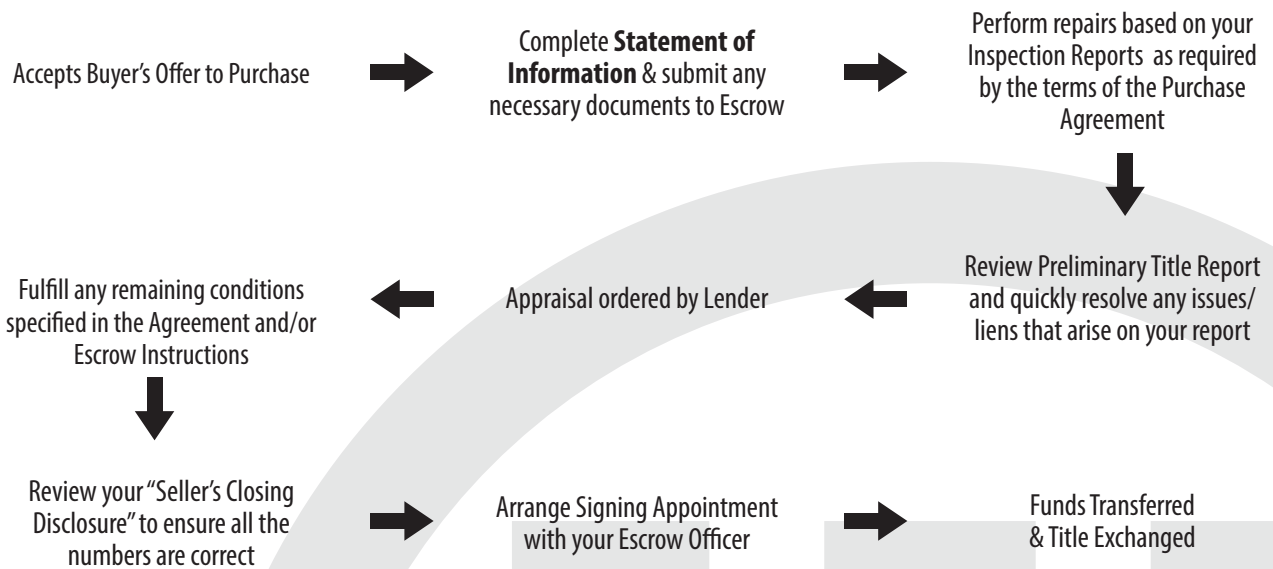 Accepts Buyer's Offer to Purchase
Complete Statement of
Information & submit any
necessary documents to Escrow
Perform repairs based on your
Inspection Reports as required
by the terms of the Purchase
Agreement
Review Preliminary Title Report
and quickly resolve any issues/
liens that arise on your report
Appraisal ordered by Lender
Fulfill any remaining conditions
specified in the Agreement and/or
Escrow Instructions
Review your “Seller's Closing
Disclosure” to ensure all the
numbers are correct
Arrange Signing Appointment
with your Escrow Officer
Funds Transferred
& Title Exchanged